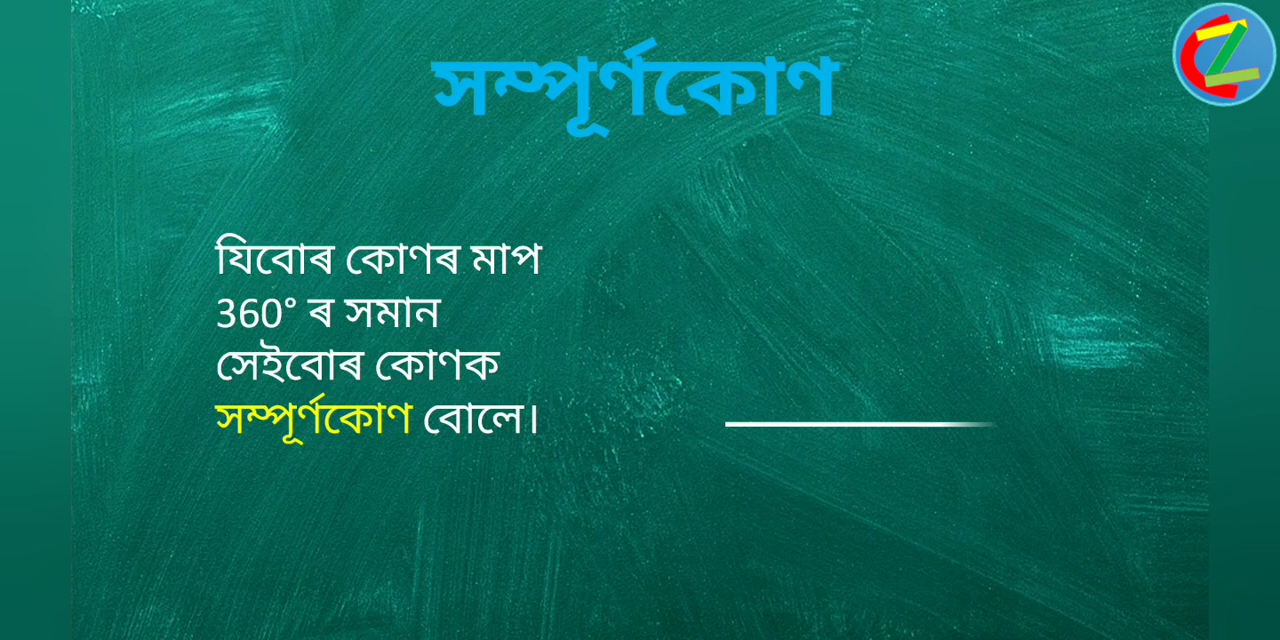 সম্পূৰ্ণকোণ
যিবোৰ কোণৰ মাপ
360° ৰ সমান
সেইবোৰ কোণক
সম্পূৰ্ণকোণ বোলে।